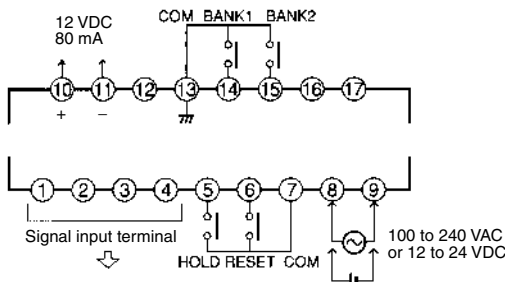 12 VDC
80 mA
COM BANK1 BANK2
10 11 12 13 14 15 16 17
+ −
1 2 3 4 5 6 7 8 9
Signal input terminal
HOLD RESET COM
100 to 240 VAC
or 12 to 24 VDC